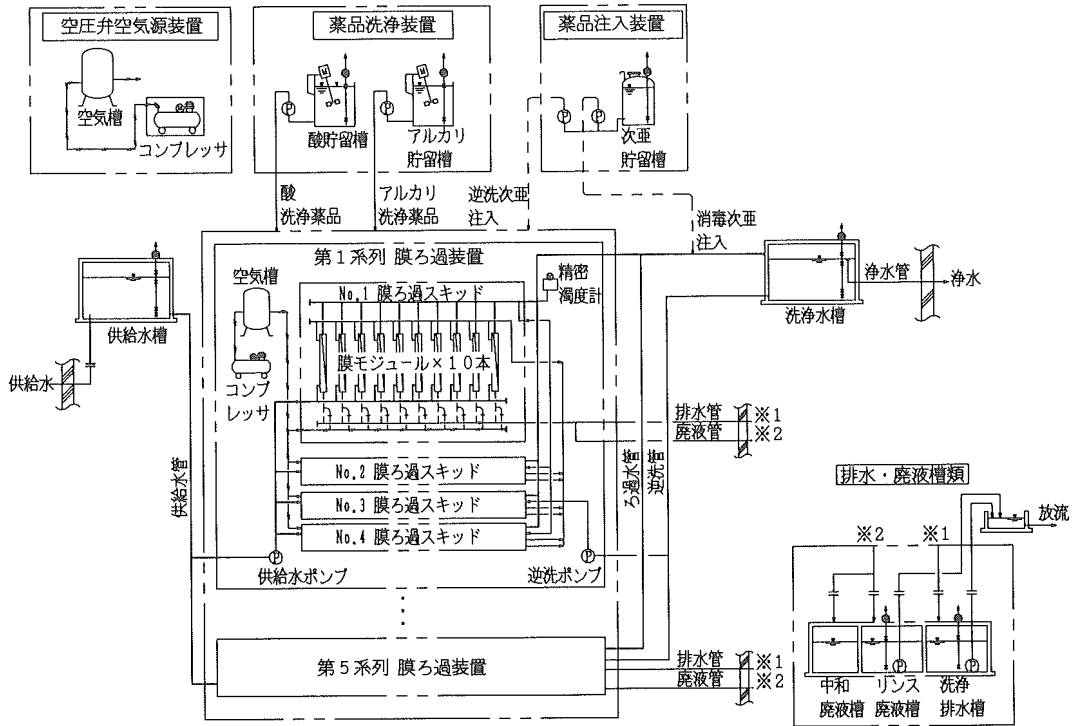 空圧弁空気源装置
空気槽
コンプレッサ
薬品洗浄装置
M
P
酸貯留槽
M
P
アルカリ
貯留槽
薬品注入装置
P
P
次亜
貯留槽
酸
洗浄薬品
アルカリ
洗浄薬品
逆洗次亜
注入
消毒次亜
注入
第1系列 膜ろ過装置
空気槽
コンプ
レッサ
No.1 膜ろ過スキッド
膜モジュール×10本
精密
濁度計
供給水槽
供給水
供給水管
洗浄水槽
浄水管
浄水
排水管
※1
廃液管
※2
No.2 膜ろ過スキッド
No.3 膜ろ過スキッド
No.4 膜ろ過スキッド
P
供給水ポンプ
P
逆洗ポンプ
ろ過水管
逆洗管
第5系列 膜ろ過装置
排水管
※1
廃液管
※2
排水・廃液槽類
放流
※2
※1
P
P
中和
廃液槽
リンス
廃液槽
洗浄
排水槽